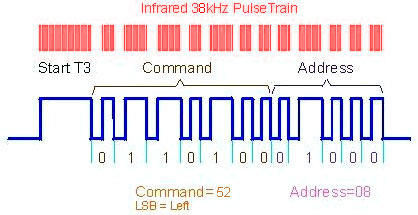 Infrared 38kHz PulseTrain
Start T3 Command Address
0 1 1 0 1 0 0 0 1 0 0 0
Command=52 Address=08
LSB = Left